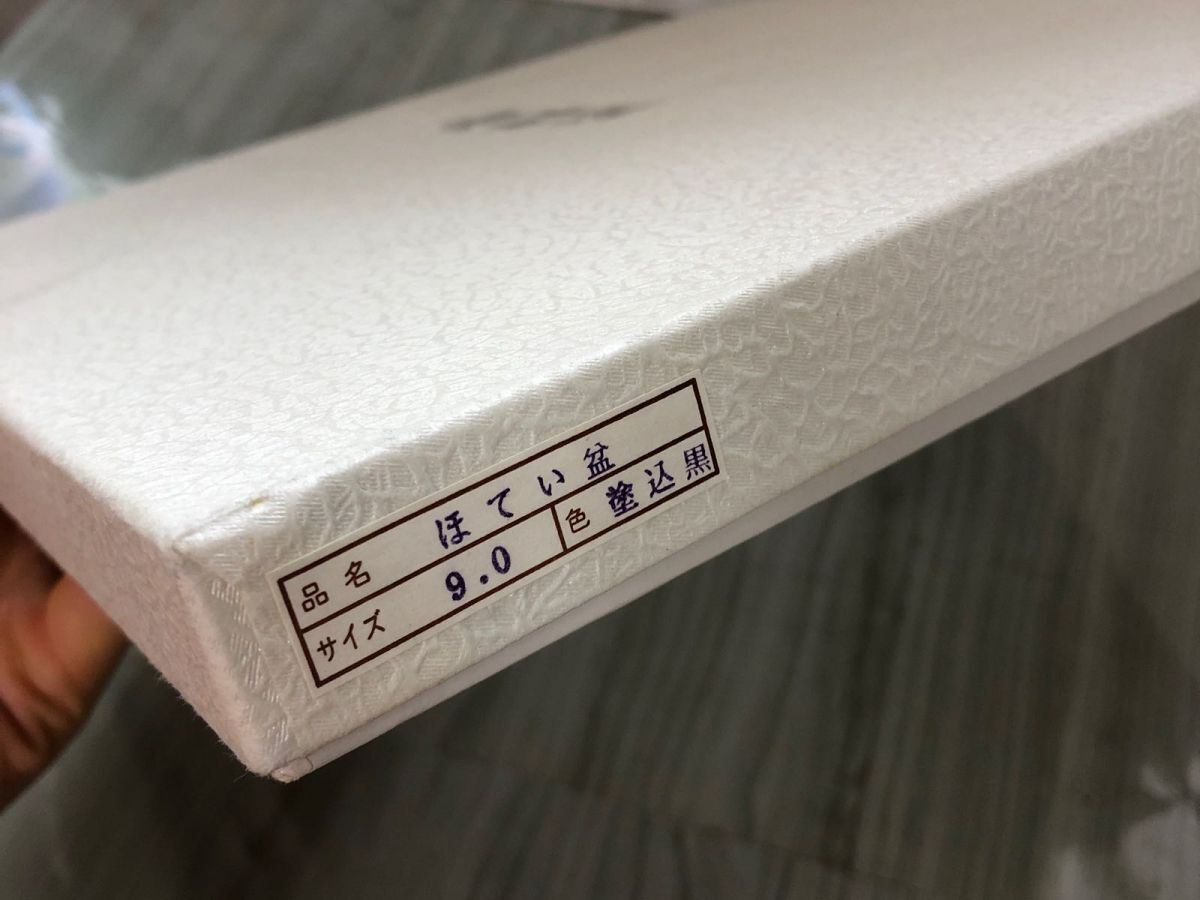 品名 ほてい盆
サイズ 9.0 色 塗込黒